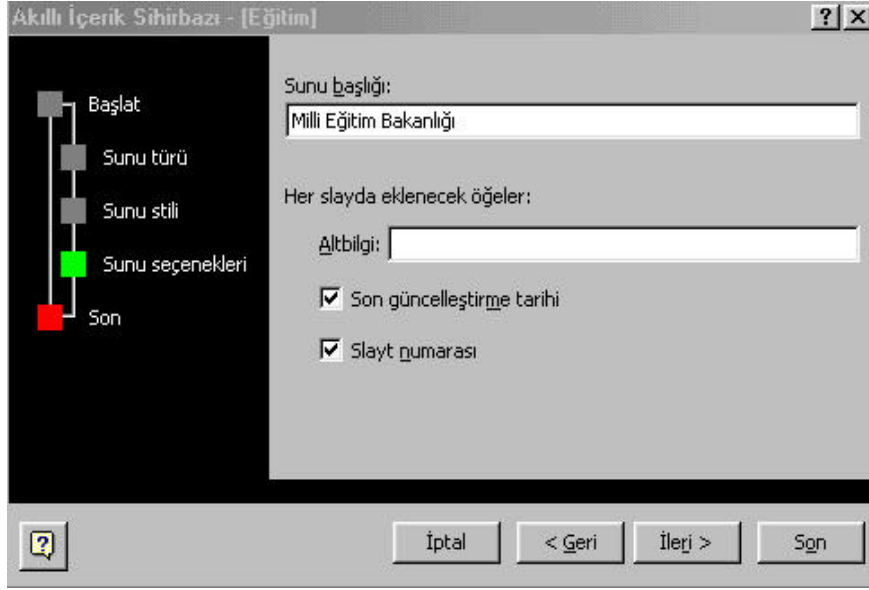 Akıllı İçerik Sihirbazı - [Eğitim]
Başlat
Sunu türü
Sunu stili
Sunu seçenekleri
Son
Sunu başlığı:
Milli Eğitim Bakanlığı
Her slayda eklenecek öğeler:
Altbilgi:
Son güncelleştirme tarihi
Slayt numarası
İptal
< Geri
İleri >
Son